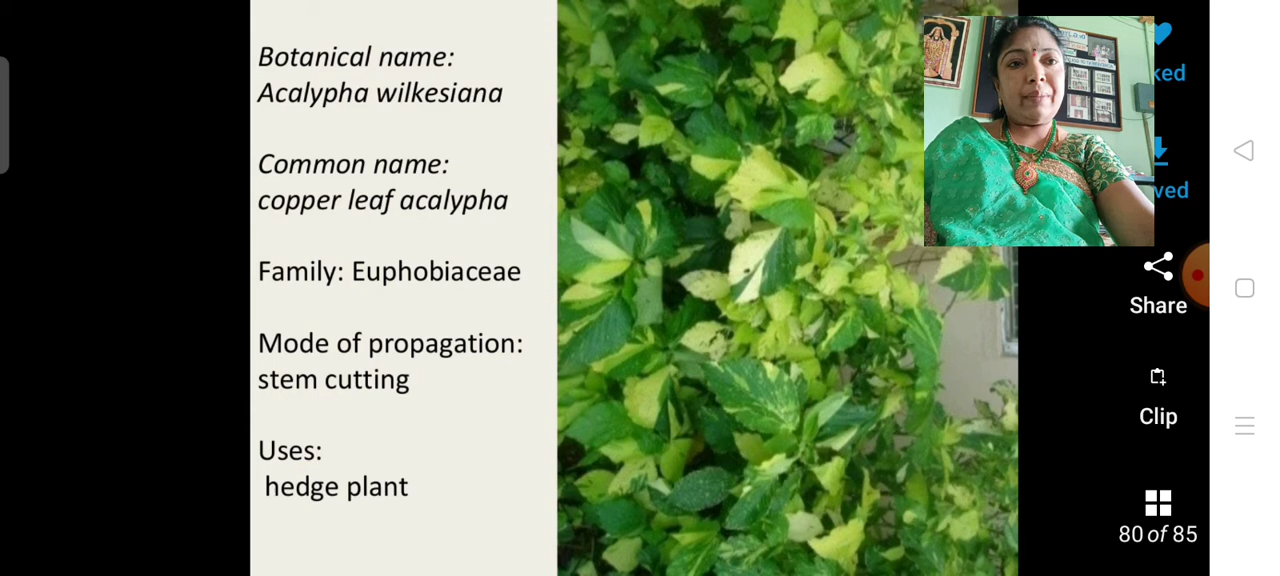 Botanical name:
Acalypha wilkesiana
Common name:
copper leaf acalypha
Family: Euphobiaceae
Mode of propagation:
stem cutting
Uses:
hedge plant
Share
Clip
80 of 85